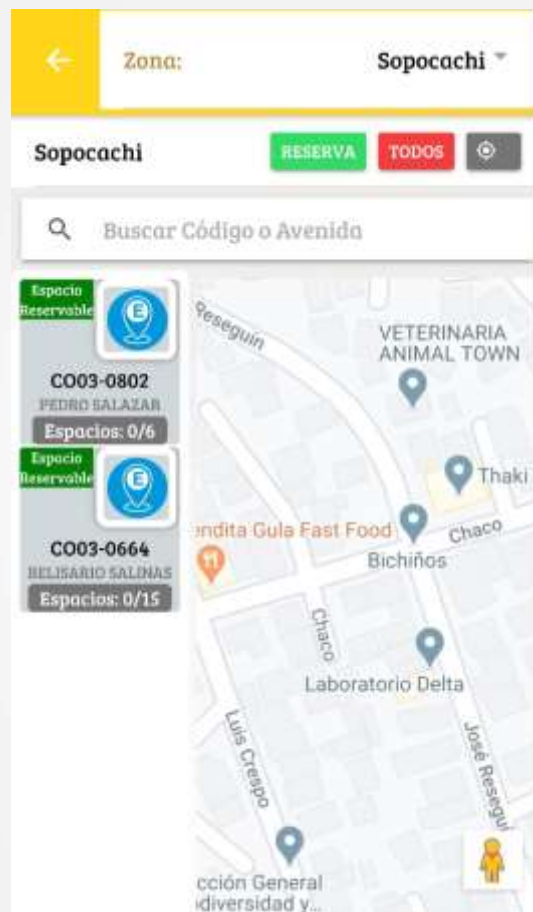 Zona:
Sopocachi
Sopocachi
RESERVA
TODOS
Buscar Código o Avenida
Espacio
Reservable
E
CO03-0802
PEDRO SALAZAR
Espacios: 0/6
Espacio
Reservable
E
CO03-0664
BELISARIO SALINAS
Espacios: 0/15
Reseguín
VETERINARIA
ANIMAL TOWN
Thaki
endita Gula Fast Food
Chaco
Bichiños
Chaco
Laboratorio Delta
Luis Crespo
José Resegu
cción General
diversidad y...